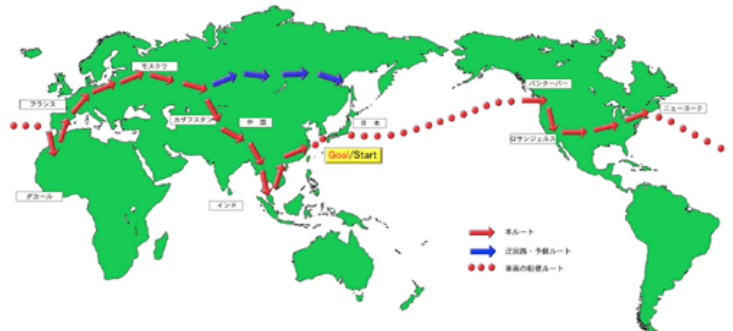 モスクワ
フランス
カザフスタン
中 国
日 本
バンクーバー
ニューヨーク
ロサンジェルス
Goal/Start
ダカール
インド
本ルート
迂回路・予備ルート
車両の船便ルート